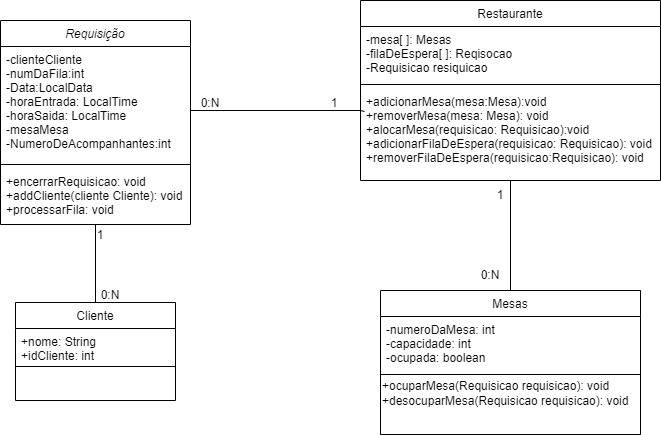 Requisição
-clienteCliente
-numDaFila:int
-Data:LocalData
-horaEntrada: LocalTime
-horaSaida: LocalTime
-mesaMesa
-NumeroDeAcompanhantes:int
+encerrarRequisicao: void
+addCliente(cliente Cliente): void
+processarFila: void
0:N
1
Restaurante
-mesa[ ]: Mesas
-filaDeEspera[ ]: Reqisocao
-Requisicao resiquicao
+adicionarMesa(mesa:Mesa):void
+removerMesa(mesa: Mesa): void
+alocarMesa(requisicao: Requisicao):void
+adicionarFilaDeEspera(requisicao: Requisicao): void
+removerFilaDeEspera(requisicao:Requisicao): void
1
0:N
Cliente
+nome: String
+idCliente: int
1
0:N
Mesas
-numeroDaMesa: int
-capacidade: int
-ocupada: boolean
+ocuparMesa(Requisicao requisicao): void
+desocuparMesa(Requisicao requisicao): void